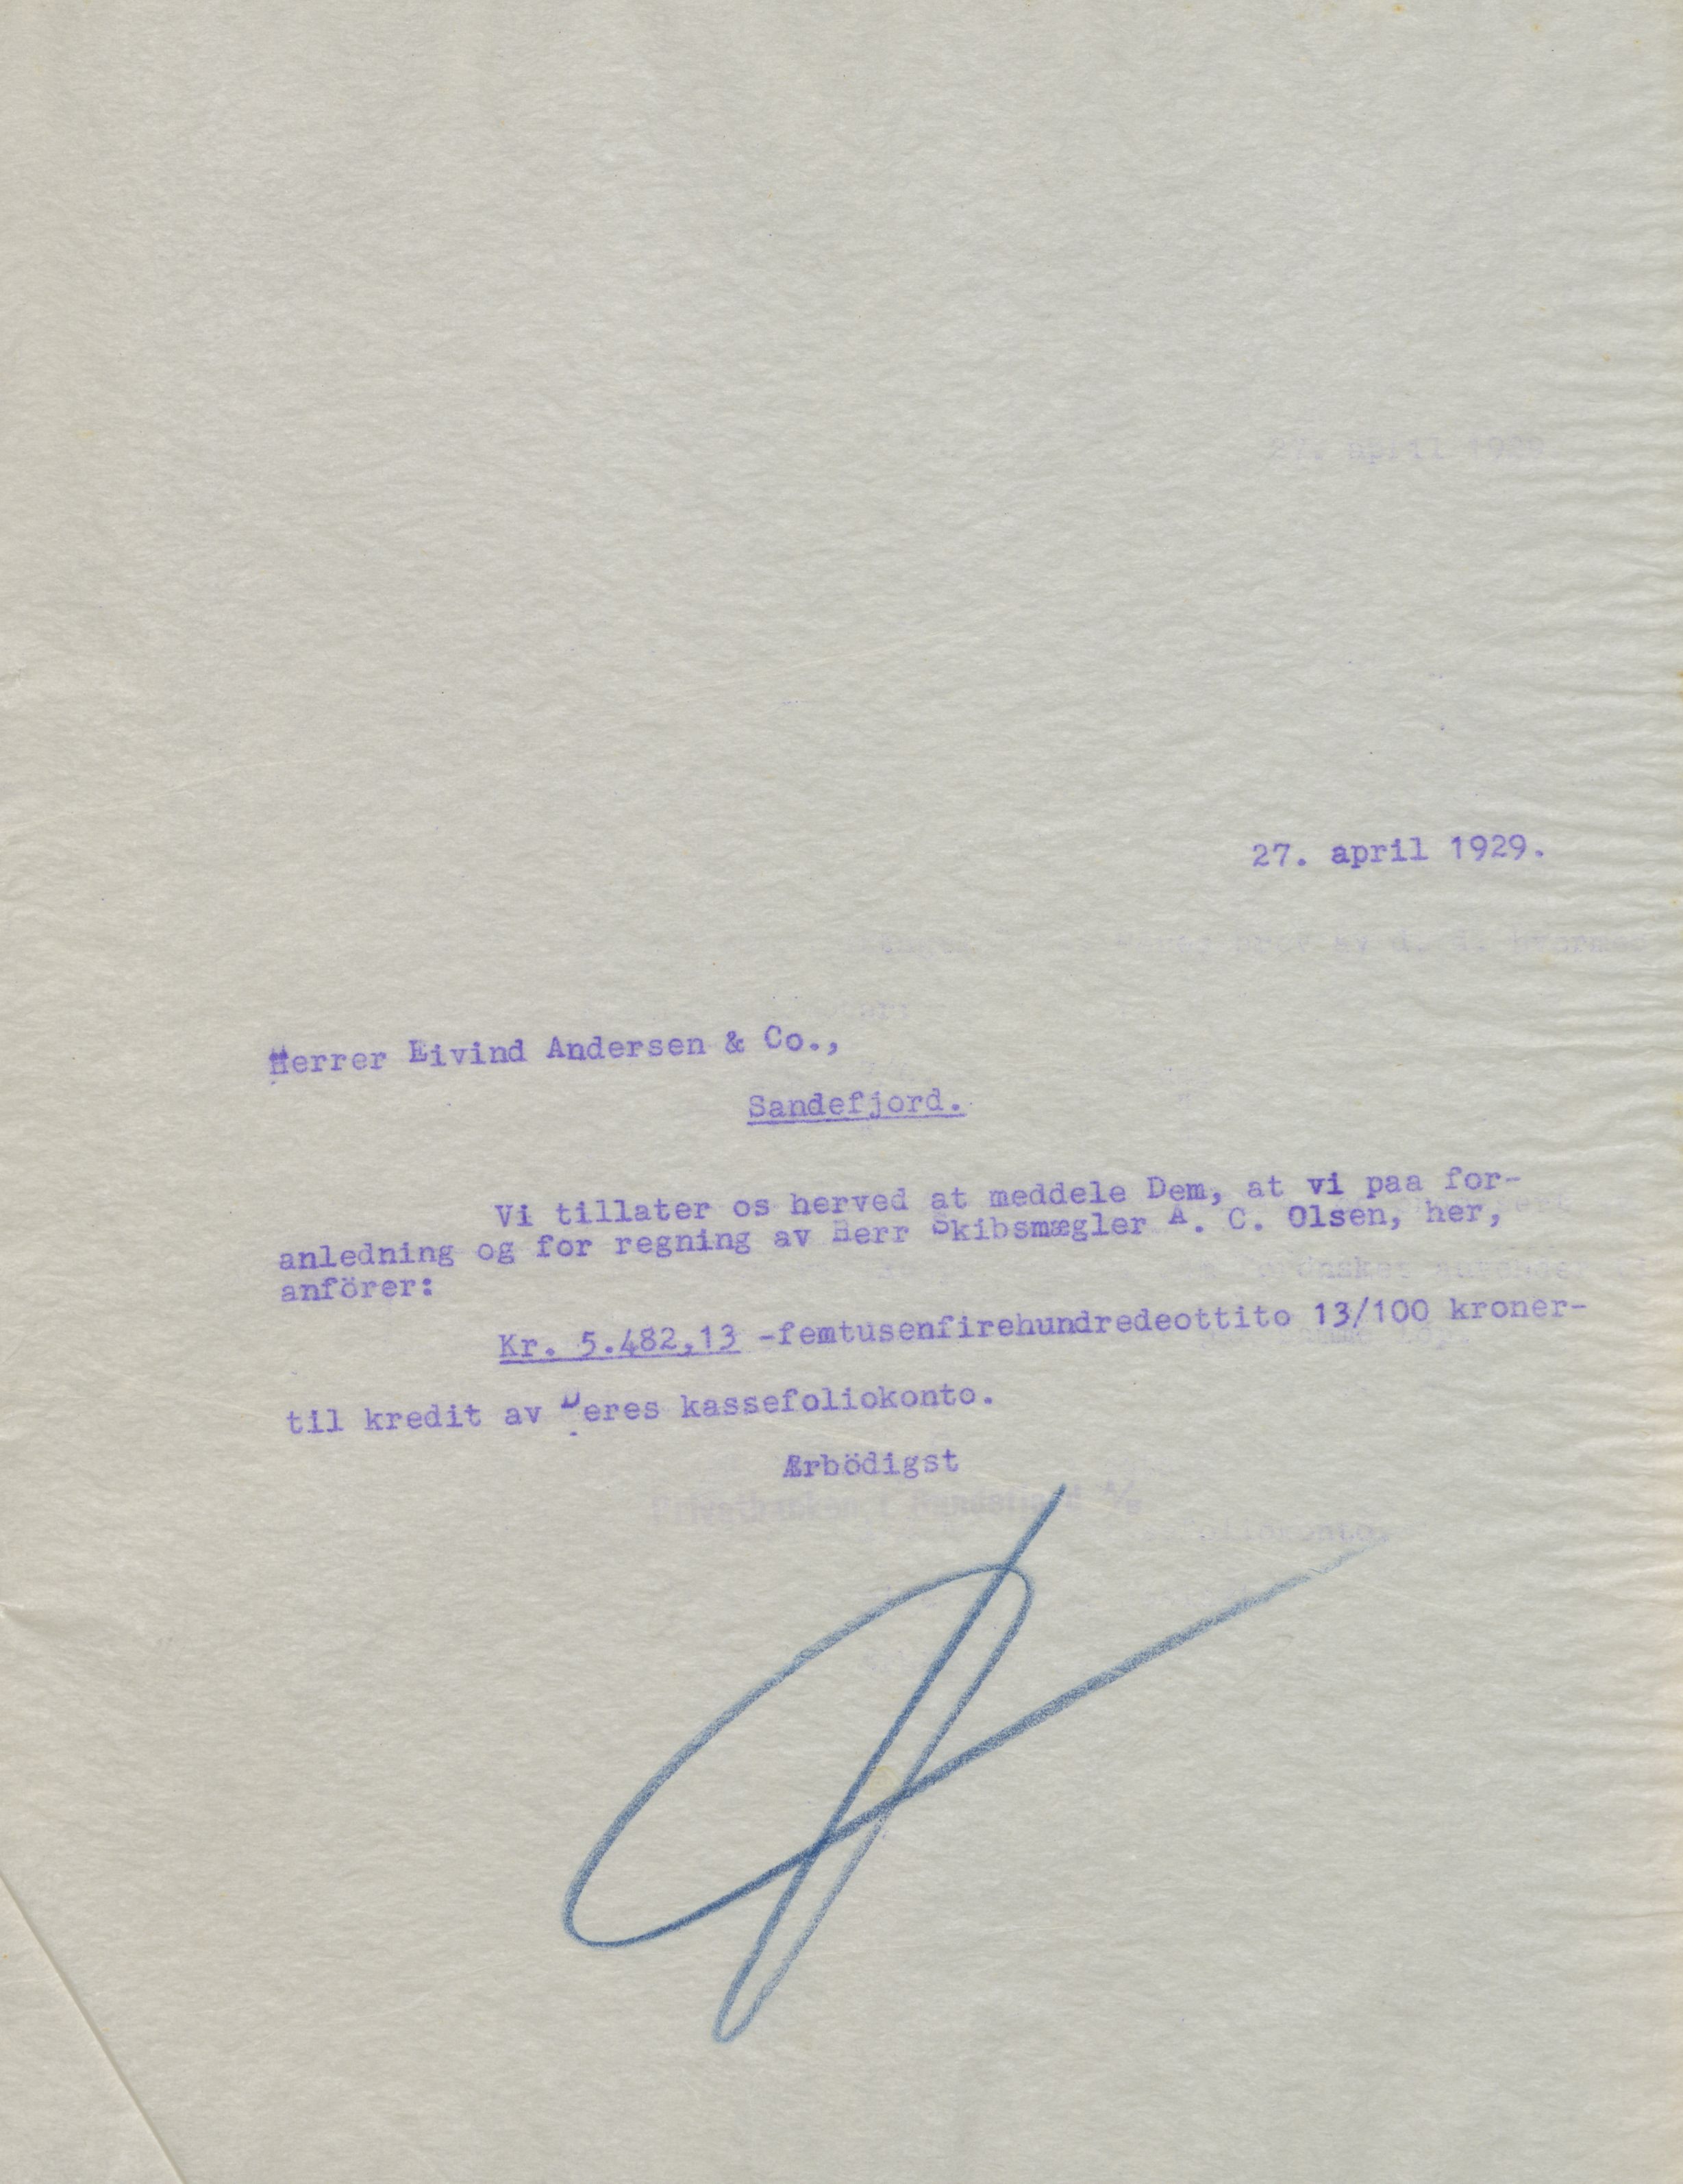 27. april 1929.
Herrer Eivind Andersen & Co.,
Sandefjord.
Vi tillater os herved at meddele Dem, at vi paa for-
anledning og for regning av Herr Skibsmægler A. C. Olsen, her,
anförer:
Kr. 5.482,13 -femtusenfirehundredeottito 13/100 kroner-
til kredit av Deres kassefoliokonto.
Ærbödigst